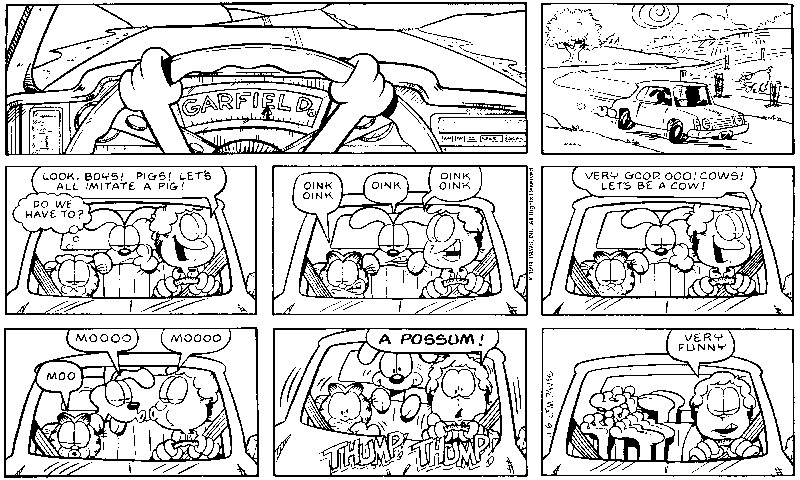 GARFIELD®
LOOK, BOYS! PIGS! LET'S
ALL IMITATE A PIG!
DO WE
HAVE TO?
OINK
OINK
OINK
OINK
OINK
VERY GOOD. OOO! COWS!
LET'S BE A COW!
MOO
MOOOO
MOOOO
A POSSUM!
THUMP!
THUMP!
VERY
FUNNY